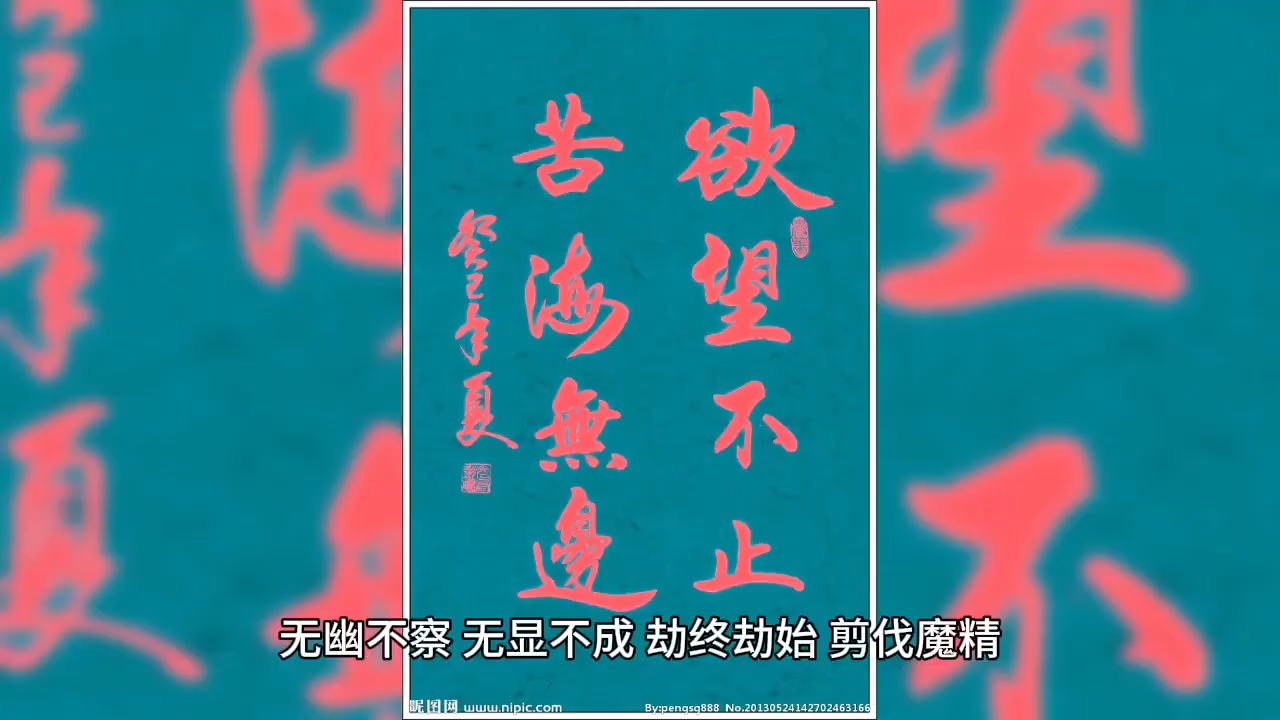 欲望不止
苦海無邊
癸巳年夏
无幽不察 无显不成 劫终劫始 剪伐魔精
昵图网 www.nipic.com
By:pengsq888 No.20130524142702463166